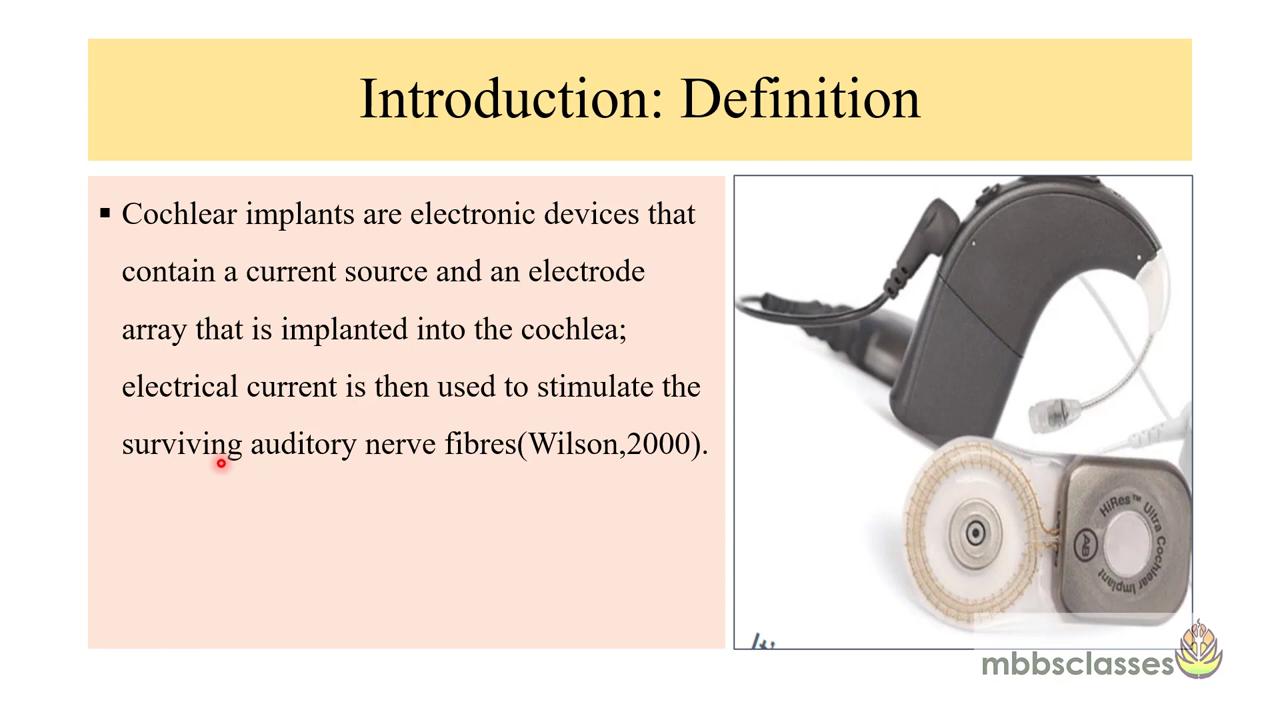 Introduction: Definition
▪ Cochlear implants are electronic devices that
contain a current source and an electrode
array that is implanted into the cochlea;
electrical current is then used to stimulate the
surviving auditory nerve fibres(Wilson,2000).
HiRes™ Ultra Cochlear Implant
AB
mbbsclasses